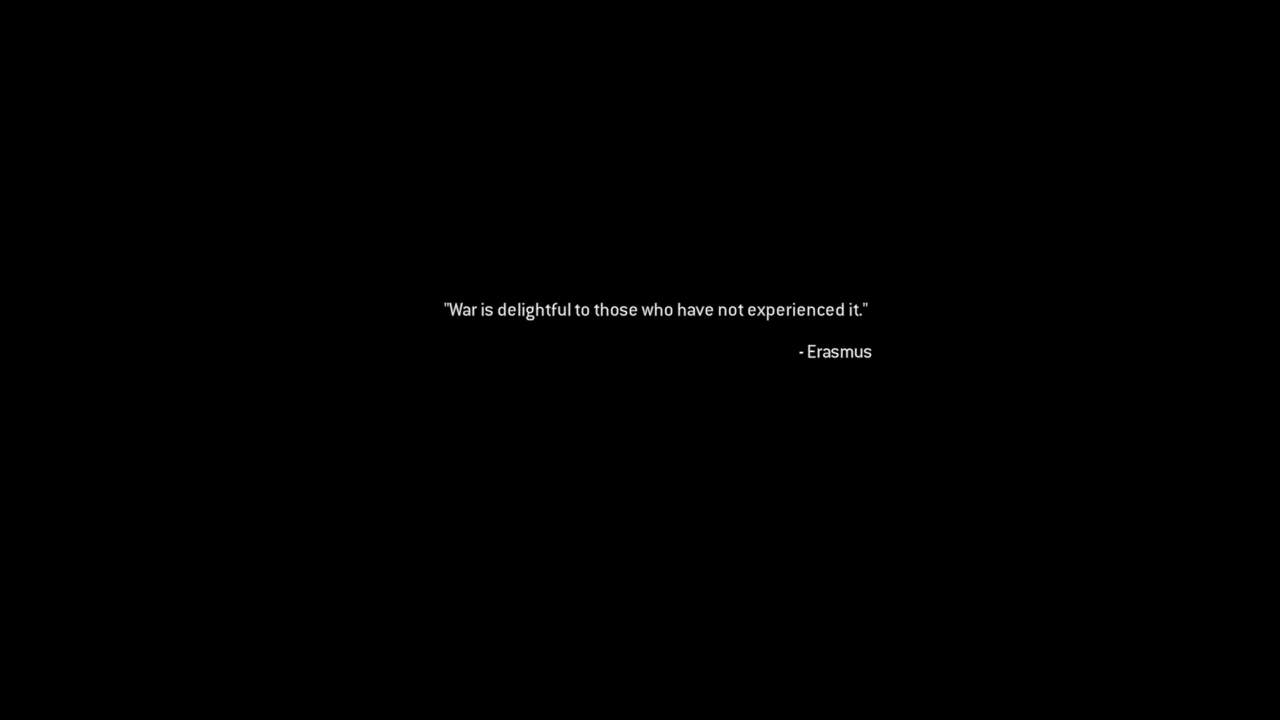 "War is delightful to those who have not experienced it."
- Erasmus